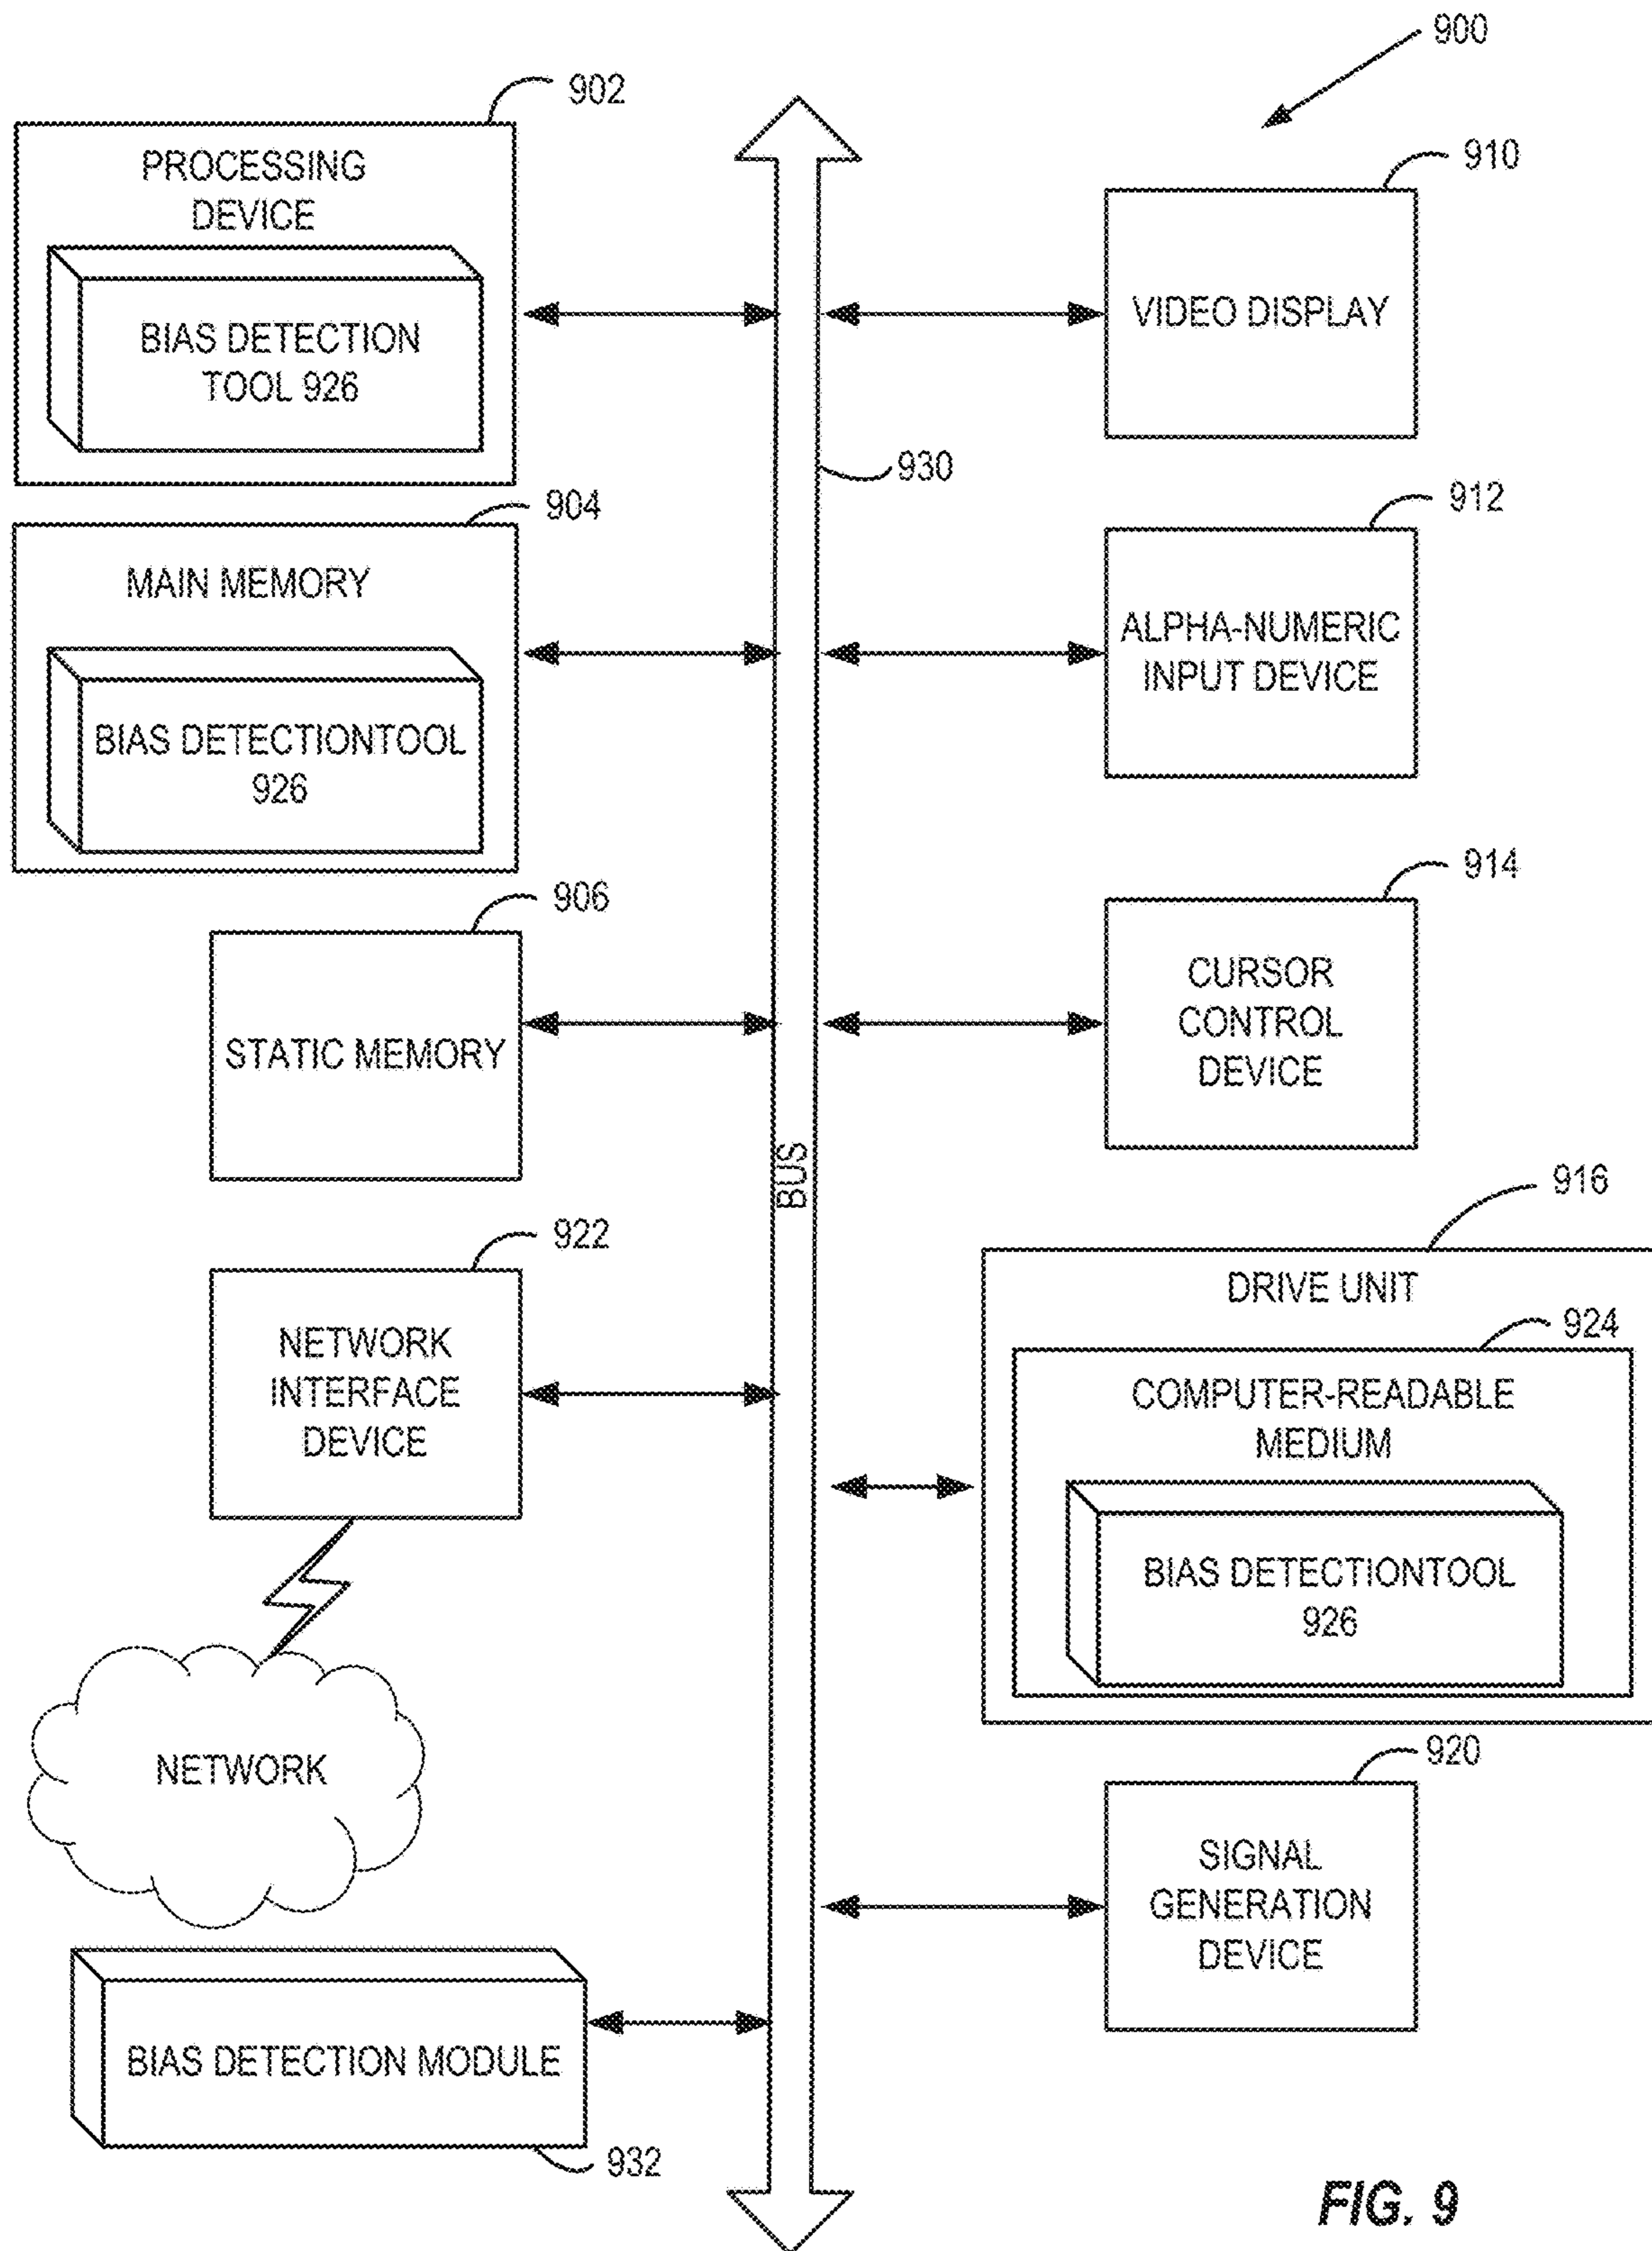 900
902
PROCESSING
DEVICE
BIAS DETECTION
TOOL 926
910
VIDEO DISPLAY
930
904
MAIN MEMORY
BIAS DETECTIONTOOL
926
912
ALPHA-NUMERIC
INPUT DEVICE
906
STATIC MEMORY
914
CURSOR
CONTROL
DEVICE
BUS
922
NETWORK
INTERFACE
DEVICE
916
DRIVE UNIT
924
COMPUTER-READABLE
MEDIUM
BIAS DETECTIONTOOL
926
NETWORK
920
SIGNAL
GENERATION
DEVICE
BIAS DETECTION MODULE
932
FIG. 9